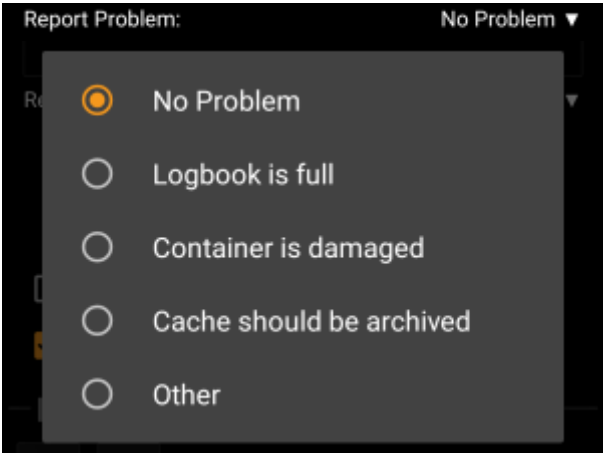 Report Problem: No Problem ▼
No Problem
Logbook is full
Container is damaged
Cache should be archived
Other